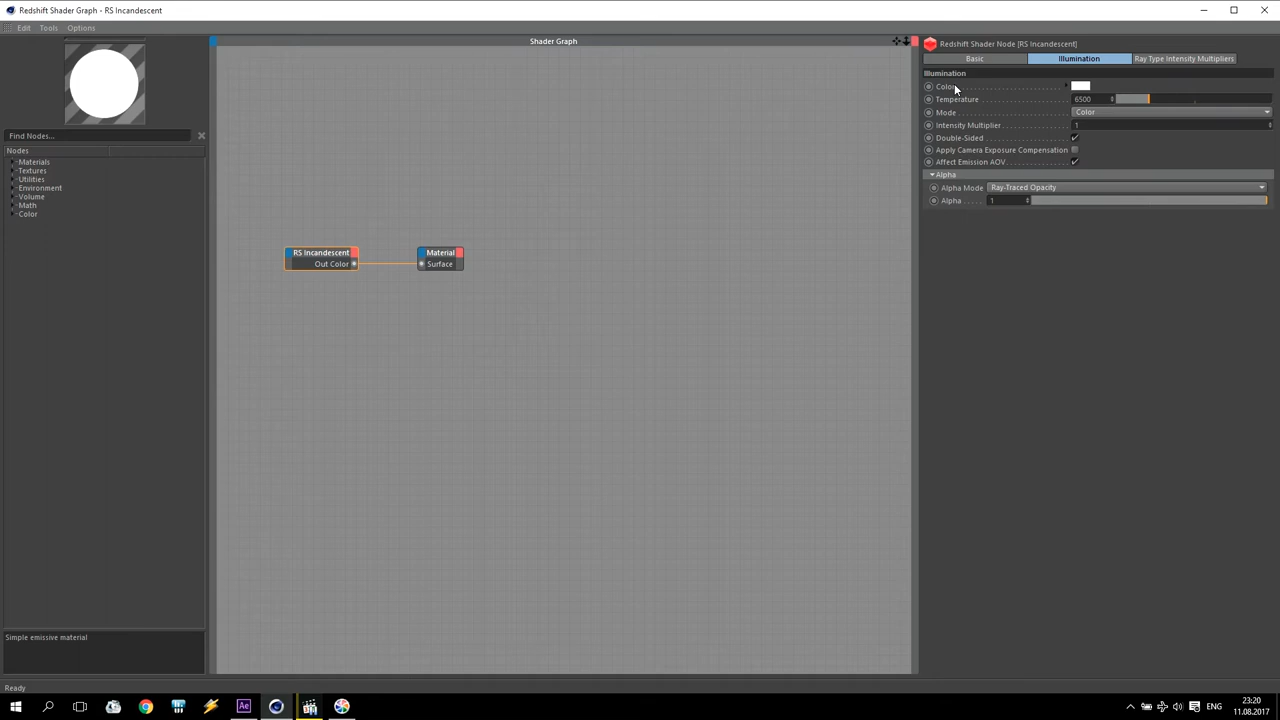 Redshift Shader Graph - RS Incandescent
Edit Tools Options
Shader Graph
Find Nodes...
Nodes
Materials
Textures
Utilities
Environment
Volume
Math
Color
RS Incandescent
Out Color
Material
Surface
Redshift Shader Node [RS Incandescent]
Basic Illumination Ray Type Intensity Multipliers
Illumination
Color
Temperature 6500
Mode Color
Intensity Multiplier 1
Double-Sided
Apply Camera Exposure Compensation
Affect Emission AOV
Alpha
Alpha Mode Ray-Traced Opacity
Alpha 1
Simple emissive material
Ready
Ae
ENG
23:20
11.08.2017